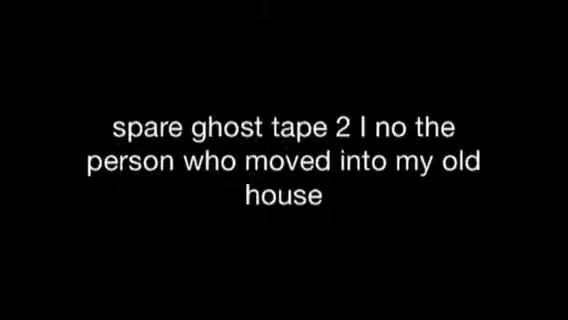 spare ghost tape 2 I no the
person who moved into my old
house